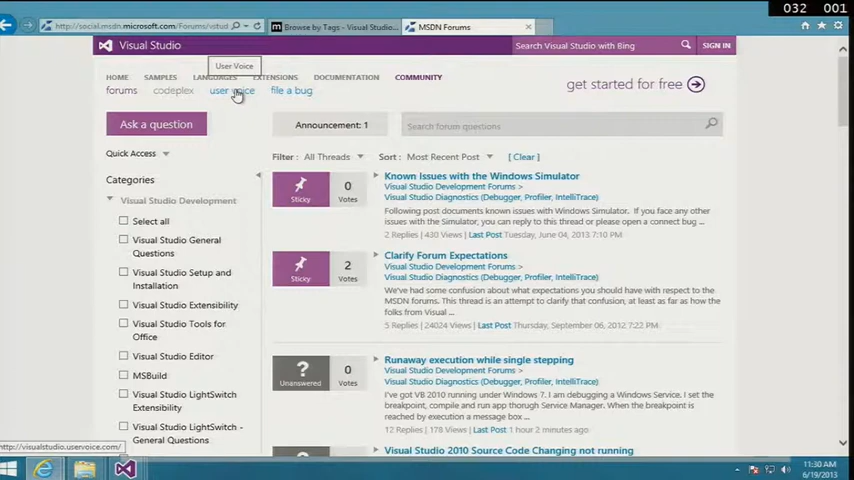 032 001
http://social.msdn.microsoft.com/Forums/vstud
Browse by Tags - Visual Studio...
MSDN Forums
Visual Studio
Search Visual Studio with Bing
SIGN IN
User Voice
HOME SAMPLES LANGUAGES EXTENSIONS DOCUMENTATION COMMUNITY
forums codeplex user voice file a bug
get started for free
Ask a question
Announcement: 1
Search forum questions
Quick Access
Filter : All Threads Sort : Most Recent Post [ Clear ]
Categories
Visual Studio Development
Select all
Visual Studio General
Questions
Visual Studio Setup and
Installation
Visual Studio Extensibility
Visual Studio Tools for
Office
Visual Studio Editor
MSBuild
Visual Studio LightSwitch
Extensibility
Visual Studio LightSwitch -
General Questions
Sticky
0
Votes
Known Issues with the Windows Simulator
Visual Studio Development Forums >
Visual Studio Diagnostics (Debugger, Profiler, IntelliTrace)
Following post documents known issues with Windows Simulator. If you face any other
issues with the Simulator, you can reply to this thread or please open a connect bug ...
2 Replies | 430 Views | Last Post Tuesday, June 04, 2013 7:10 PM
Sticky
2
Votes
Clarify Forum Expectations
Visual Studio Development Forums >
Visual Studio Diagnostics (Debugger, Profiler, IntelliTrace)
We've had some confusion about what expectations you should have with respect to the
MSDN forums. This thread is an attempt to clarify that confusion, at least as far as how the
folks from Visual ...
5 Replies | 24024 Views | Last Post Thursday, September 06, 2012 7:22 PM
?
Unanswered
0
Votes
Runaway execution while single stepping
Visual Studio Development Forums >
Visual Studio Diagnostics (Debugger, Profiler, IntelliTrace)
I've got VB 2010 running under Windows 7. I am debugging a Windows Service. I set the
breakpoint, compile and run app thorugh Service Manager. When the breakpoint is
reached by execution a message box ...
12 Replies | 178 Views | Last Post 1 hour 2 minutes ago
Visual Studio 2010 Source Code Changing not running
http://visualstudio.uservoice.com/
11:30 AM
6/19/2013